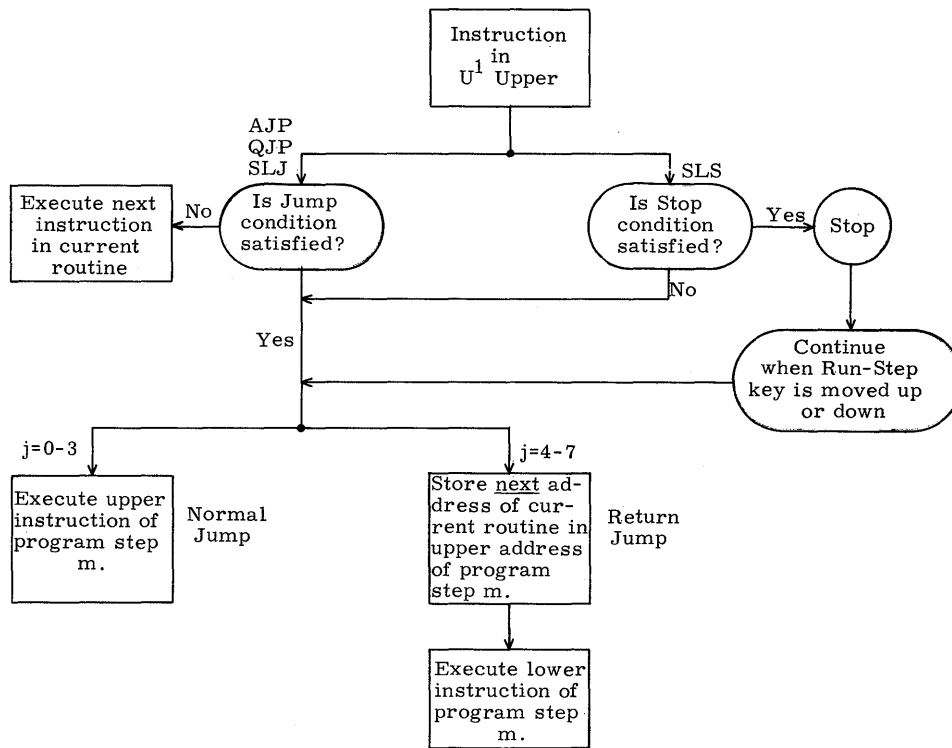 Instruction
in
U¹ Upper
AJP
QJP
SLJ
SLS
Execute next
instruction
in current
routine
No
Is Jump
condition
satisfied?
Is Stop
condition
satisfied?
Yes
Stop
No
Yes
Continue
when Run-Step
key is moved up
or down
j=0-3
j=4-7
Execute upper
instruction of
program step
m.
Normal
Jump
Store next ad-
dress of cur-
rent routine in
upper address
of program
step m.
Return
Jump
Execute lower
instruction of
program step
m.